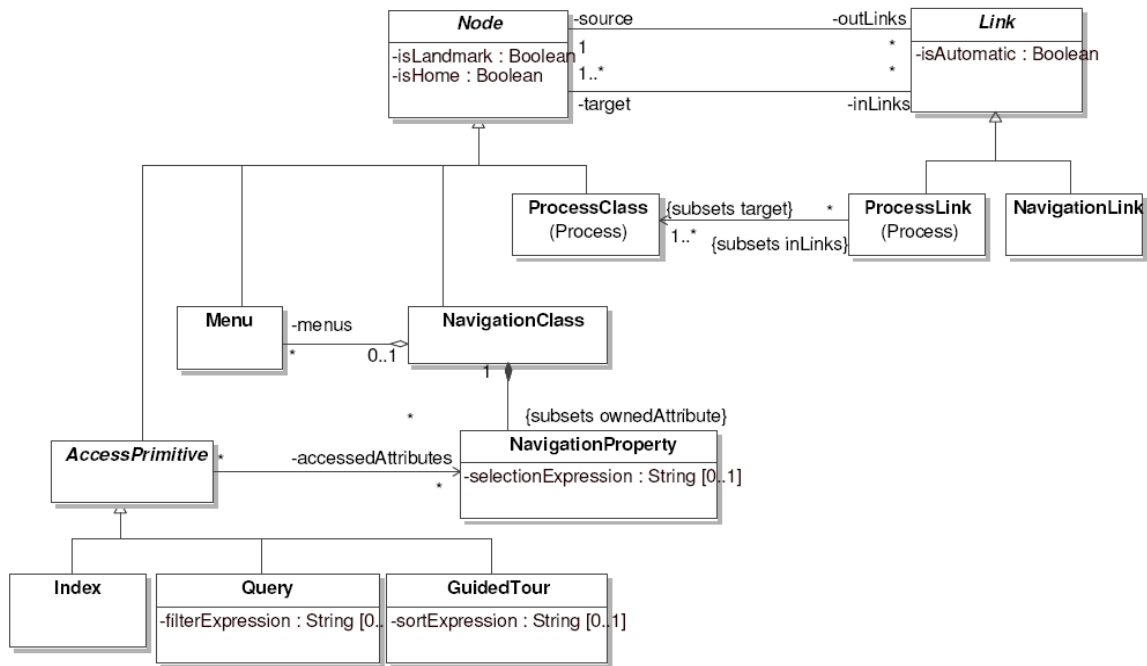 Node
-source
-outLinks
Link
-isLandmark : Boolean
1
*
-isAutomatic : Boolean
-isHome : Boolean
1..*
*
-target
-inLinks
ProcessClass
{subsets target}
*
ProcessLink
NavigationLink
(Process)
1..*
{subsets inLinks}
(Process)
Menu
-menus
NavigationClass
*
0..1
1
*
{subsets ownedAttribute}
AccessPrimitive
*
-accessedAttributes
NavigationProperty
*
-selectionExpression : String [0..1]
Index
Query
GuidedTour
-filterExpression : String [0..
-sortExpression : String [0..1]